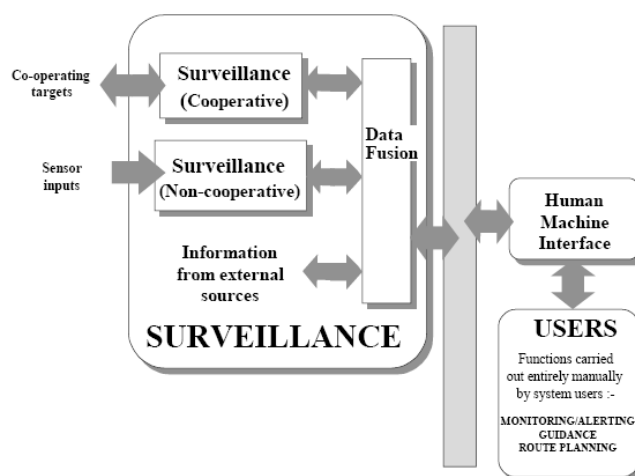 Co-operating
targets
Surveillance
(Cooperative)
Sensor
inputs
Surveillance
(Non-cooperative)
Information
from external
sources
Data
Fusion
SURVEILLANCE
Human
Machine
Interface
USERS
Functions carried
out entirely manually
by system users :-
MONITORING/ALERTING
GUIDANCE
ROUTE PLANNING